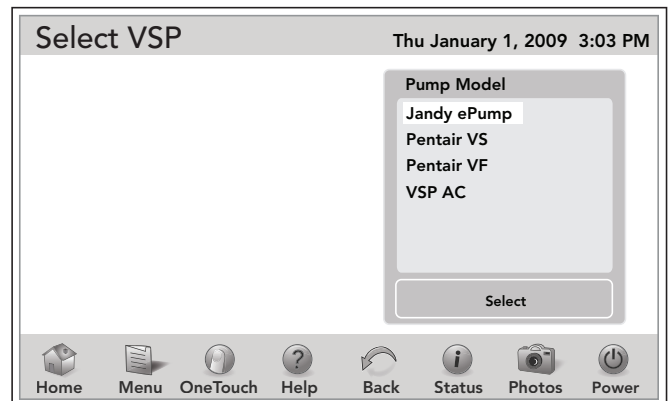 Select VSP
Thu January 1, 2009 3:03 PM
Pump Model
Jandy ePump
Pentair VS
Pentair VF
VSP AC
Select
Home Menu OneTouch Help Back Status Photos Power